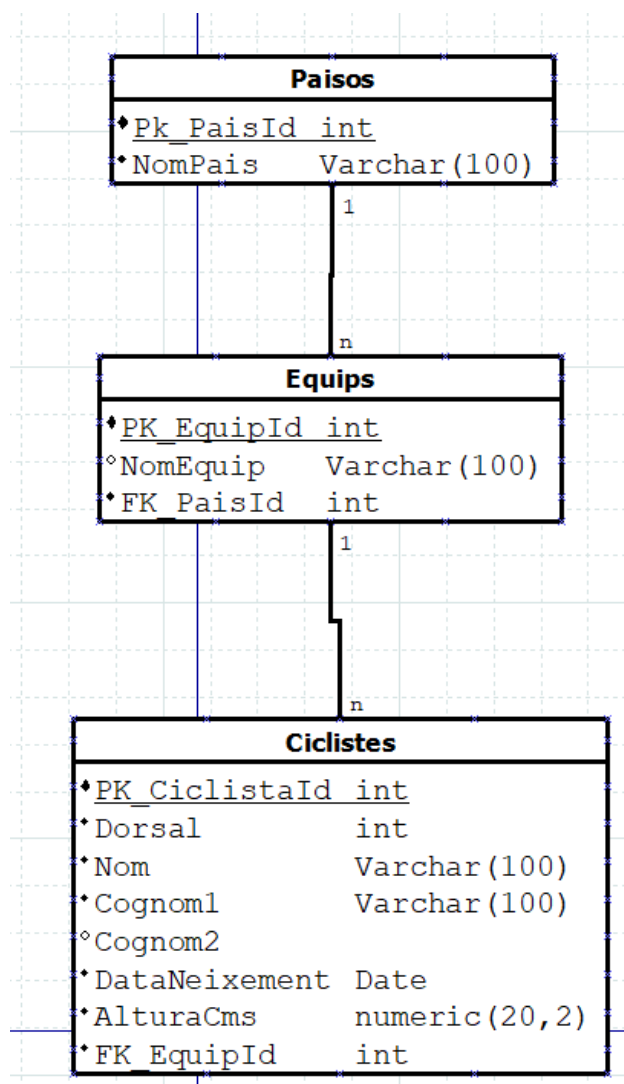 Paisos
Pk_PaisId int
NomPais Varchar(100)
1
n
Equips
PK_EquipId int
NomEquip Varchar(100)
FK_PaisId int
1
n
Ciclistes
PK_CiclistaId int
Dorsal int
Nom Varchar(100)
Cognom1 Varchar(100)
Cognom2
DataNeixement Date
AlturaCms numeric(20,2)
FK_EquipId int